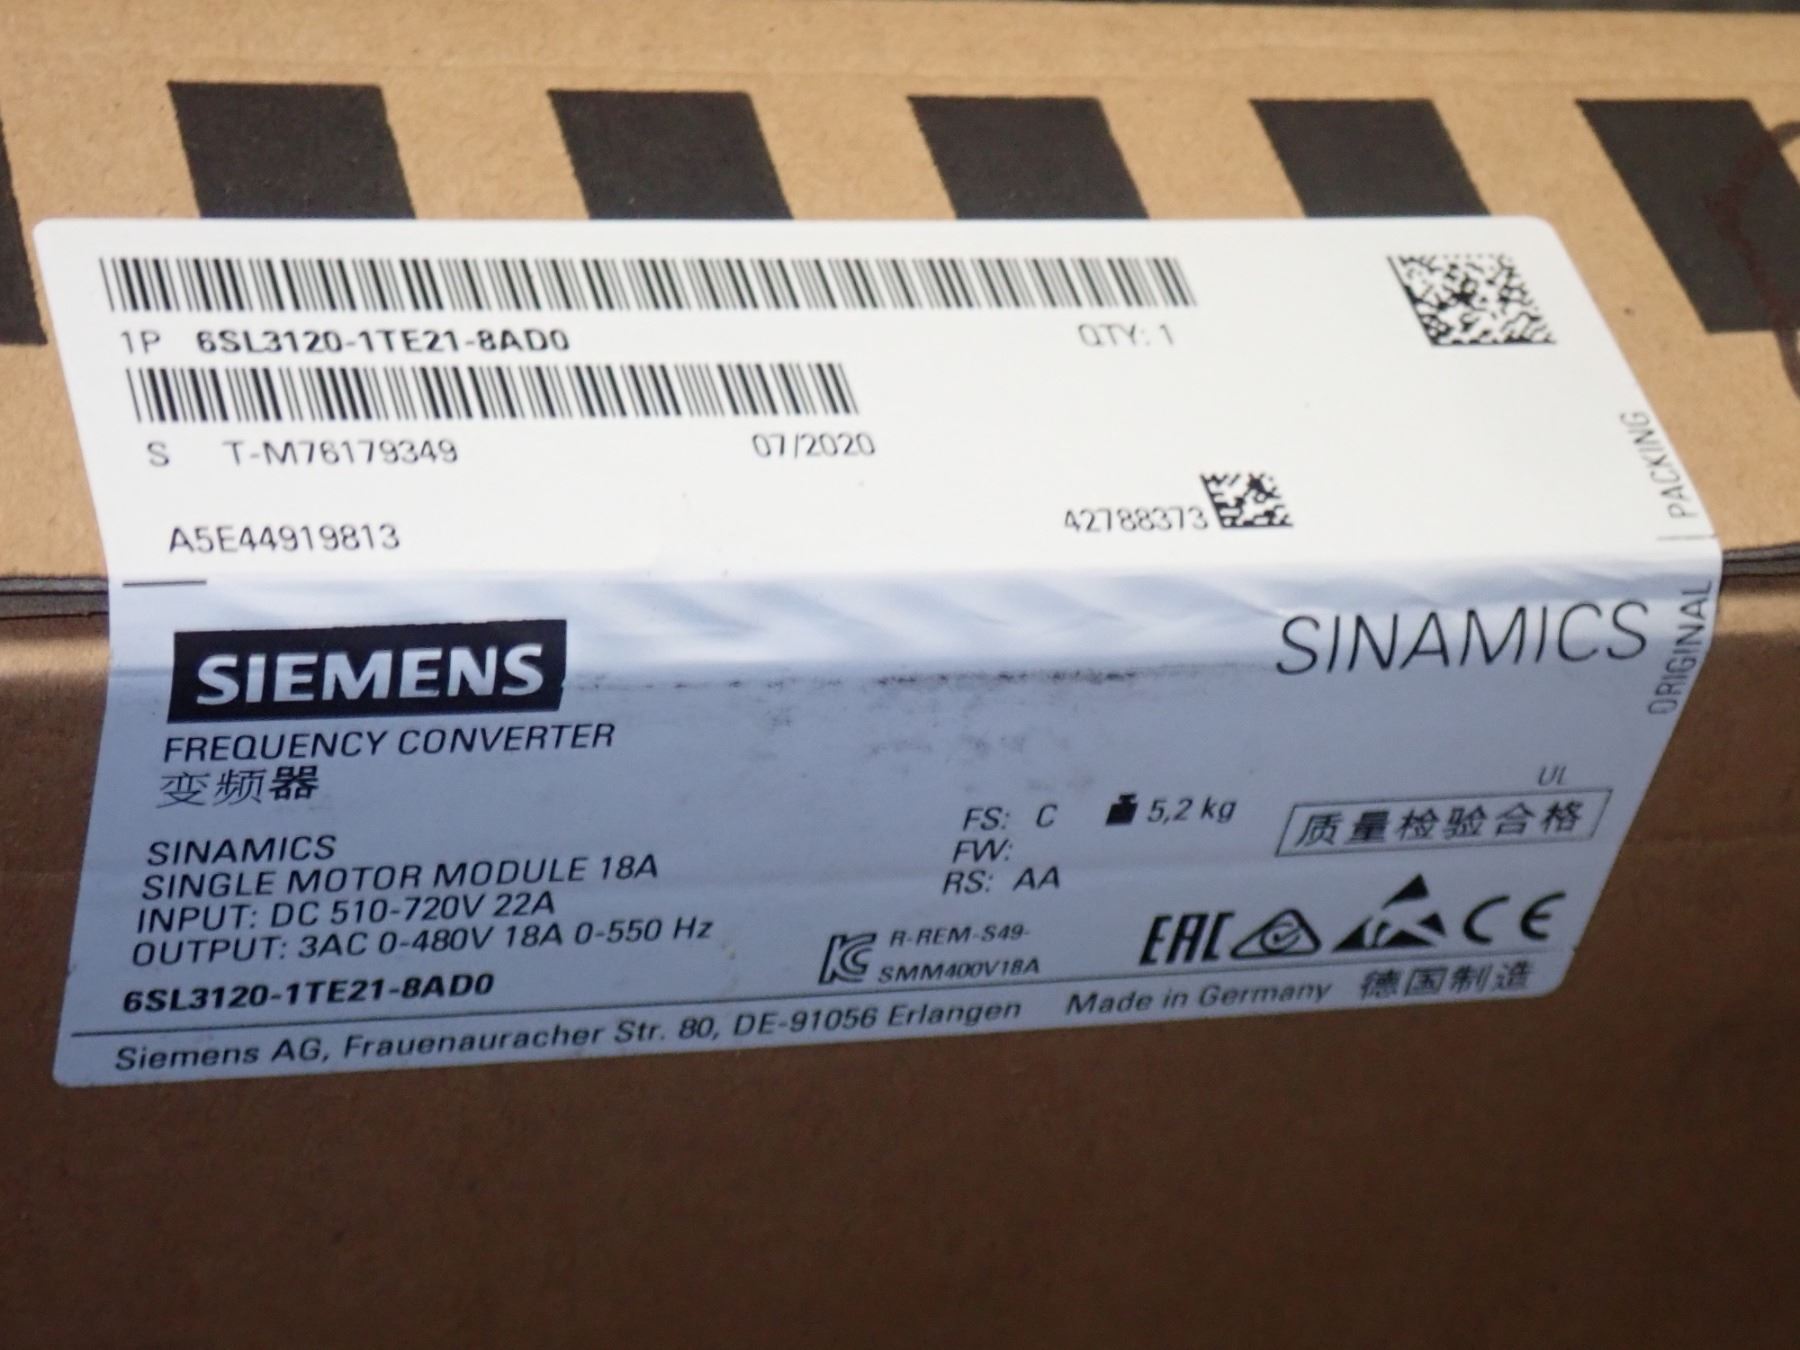 1P 6SL3120-1TE21-8AD0 QTY: 1
S T-M76179349 07/2020
A5E44919813 42788373
ORIGINAL PACKING
SIEMENS SINAMICS
FREQUENCY CONVERTER
变频器
UL
SINAMICS FS: C 5,2 kg 质量检验合格
SINGLE MOTOR MODULE 18A FW:
INPUT: DC 510-720V 22A RS: AA
OUTPUT: 3AC 0-480V 18A 0-550 Hz R-REM-S49-
6SL3120-1TE21-8AD0 SMM400V18A EAC CE
Siemens AG, Frauenauracher Str. 80, DE-91056 Erlangen Made in Germany 德国制造